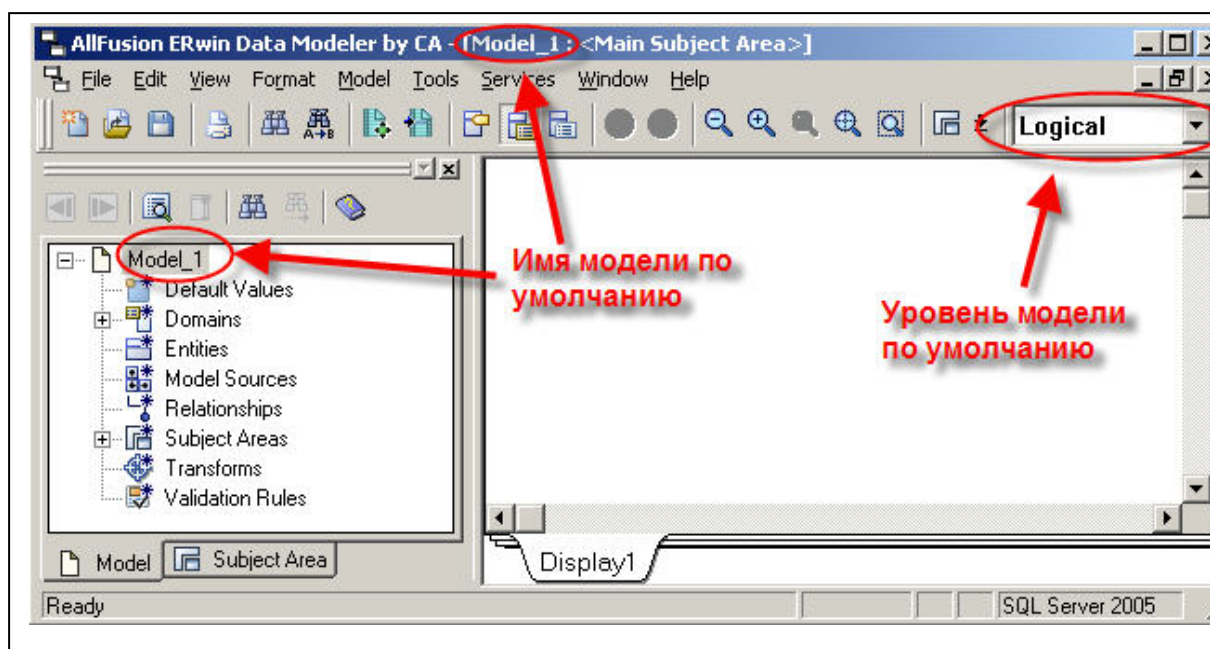 AllFusion ERwin Data Modeler by CA - [Model_1 : <Main Subject Area>]
File Edit View Format Model Tools Services Window Help
A→B
Logical
Model_1
Default Values
Domains
Entities
Model Sources
Relationships
Subject Areas
Transforms
Validation Rules
Имя модели по
умолчанию
Уровень модели
по умолчанию
Model Subject Area
Display1
Ready SQL Server 2005